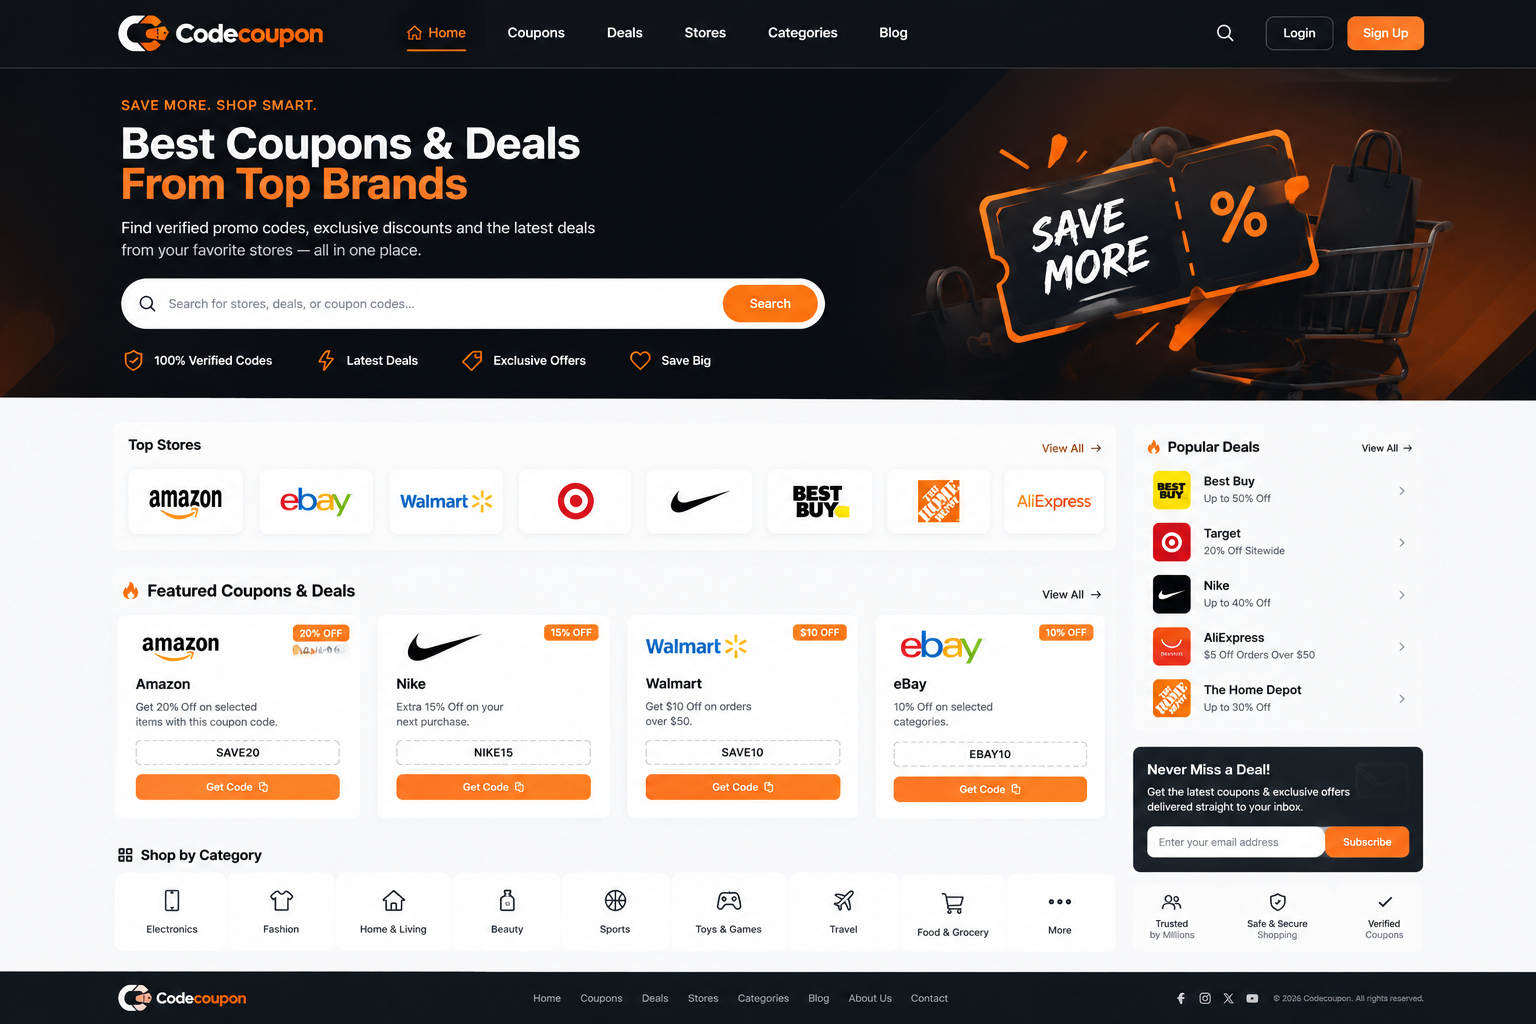 Codecoupon
Home
Coupons
Deals
Stores
Categories
Blog
Login
Sign Up
SAVE MORE. SHOP SMART.
Best Coupons & Deals
From Top Brands
Find verified promo codes, exclusive discounts and the latest deals
from your favorite stores — all in one place.
Search for stores, deals, or coupon codes...
Search
100% Verified Codes
Latest Deals
Exclusive Offers
Save Big
SAVE
MORE
%
Top Stores
View All
amazon
ebay
Walmart
BEST
BUY
THE
HOME
DEPOT
AliExpress
Featured Coupons & Deals
View All
amazon
20% OFF
Amazon
Get 20% Off on selected
items with this coupon code.
SAVE20
Get Code
15% OFF
Nike
Extra 15% Off on your
next purchase.
NIKE15
Get Code
Walmart
$10 OFF
Walmart
Get $10 Off on orders
over $50.
SAVE10
Get Code
ebay
10% OFF
eBay
10% Off on selected
categories.
EBAY10
Get Code
Shop by Category
Electronics
Fashion
Home & Living
Beauty
Sports
Toys & Games
Travel
Food & Grocery
More
Popular Deals
View All
BEST
BUY
Best Buy
Up to 50% Off
Target
20% Off Sitewide
Nike
Up to 40% Off
AliExpress
$5 Off Orders Over $50
THE
HOME
DEPOT
The Home Depot
Up to 30% Off
Never Miss a Deal!
Get the latest coupons & exclusive offers
delivered straight to your inbox.
Enter your email address
Subscribe
Trusted
by Millions
Safe & Secure
Shopping
Verified
Coupons
Codecoupon
Home
Coupons
Deals
Stores
Categories
Blog
About Us
Contact
© 2026 Codecoupon. All rights reserved.